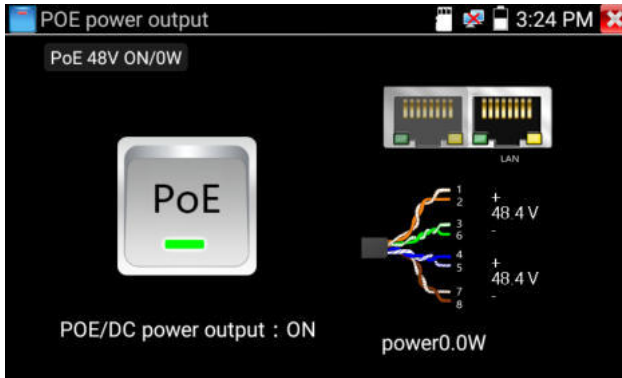 POE power output
3:24 PM
PoE 48V ON/0W
PoE
LAN
1
2
+
48.4 V
3
-
6
4
+
5
48.4 V
7
-
8
POE/DC power output : ON
power0.0W